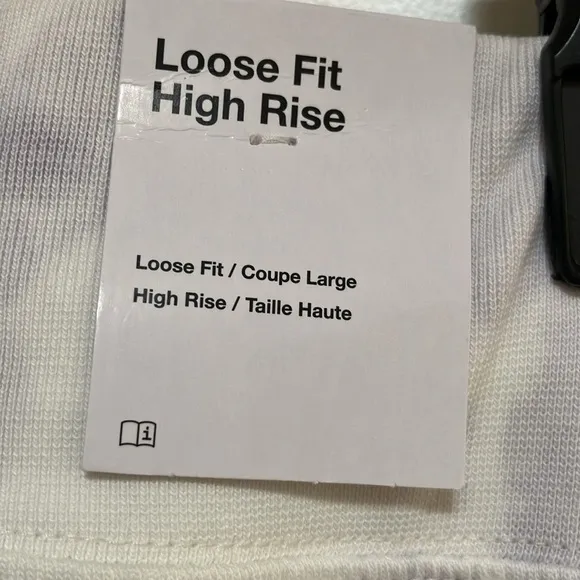 Loose Fit
High Rise
Loose Fit / Coupe Large
High Rise / Taille Haute
i